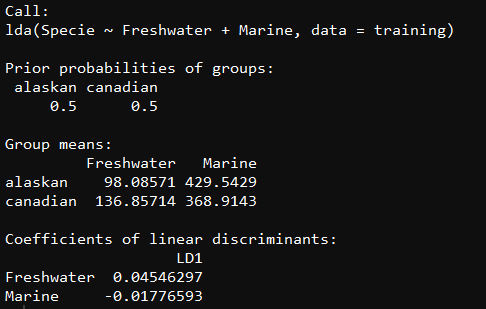 Call:
lda(Specie ~ Freshwater + Marine, data = training)
Prior probabilities of groups:
 alaskan canadian
     0.5      0.5
Group means:
         Freshwater   Marine
alaskan    98.08571 429.5429
canadian  136.85714 368.9143
Coefficients of linear discriminants:
                   LD1
Freshwater  0.04546297
Marine     -0.01776593